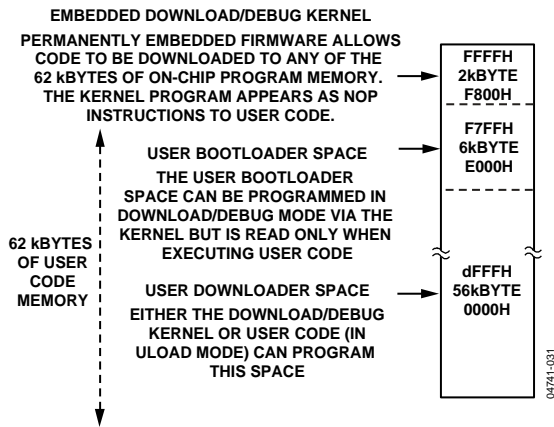 EMBEDDED DOWNLOAD/DEBUG KERNEL
PERMANENTLY EMBEDDED FIRMWARE ALLOWS
CODE TO BE DOWNLOADED TO ANY OF THE
62 kBYTES OF ON-CHIP PROGRAM MEMORY.
THE KERNEL PROGRAM APPEARS AS NOP
INSTRUCTIONS TO USER CODE.
FFFFH
2kBYTE
F800H
USER BOOTLOADER SPACE
THE USER BOOTLOADER
SPACE CAN BE PROGRAMMED IN
DOWNLOAD/DEBUG MODE VIA THE
KERNEL BUT IS READ ONLY WHEN
EXECUTING USER CODE
F7FFH
6kBYTE
E000H
62 kBYTES
OF USER
CODE
MEMORY
USER DOWNLOADER SPACE
EITHER THE DOWNLOAD/DEBUG
KERNEL OR USER CODE (IN
ULOAD MODE) CAN PROGRAM
THIS SPACE
dFFFH
56kBYTE
0000H
04741-031